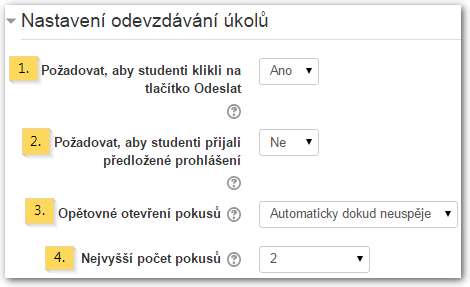 Nastavení odevzdávání úkolů
1. Požadovat, aby studenti klikli na Ano
tlačítko Odeslat
2. Požadovat, aby studenti přijali Ne
předložené prohlášení
3. Opětovné otevření pokusů Automaticky dokud neuspěje
4. Nejvyšší počet pokusů 2